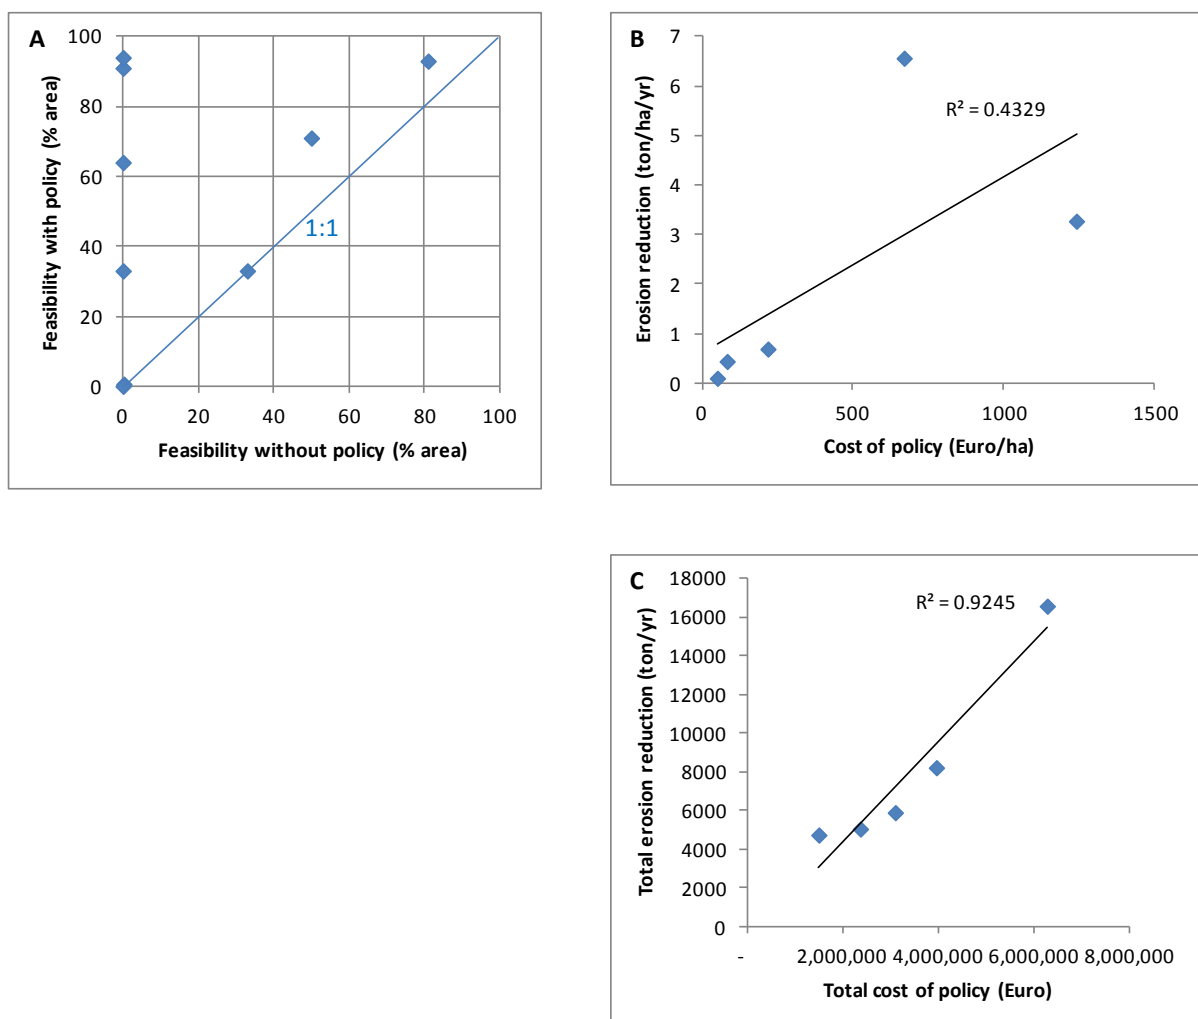 A
100
80
60
40
20
0
1:1
0 20 40 60 80 100
Feasibility with policy (% area)
Feasibility without policy (% area)
B
7
6
5
4
3
2
1
0
R² = 0.4329
0 500 1000 1500
Erosion reduction (ton/ha/yr)
Cost of policy (Euro/ha)
C
18000
16000
14000
12000
10000
8000
6000
4000
2000
0
R² = 0.9245
- 2,000,000 4,000,000 6,000,000 8,000,000
Total erosion reduction (ton/yr)
Total cost of policy (Euro)